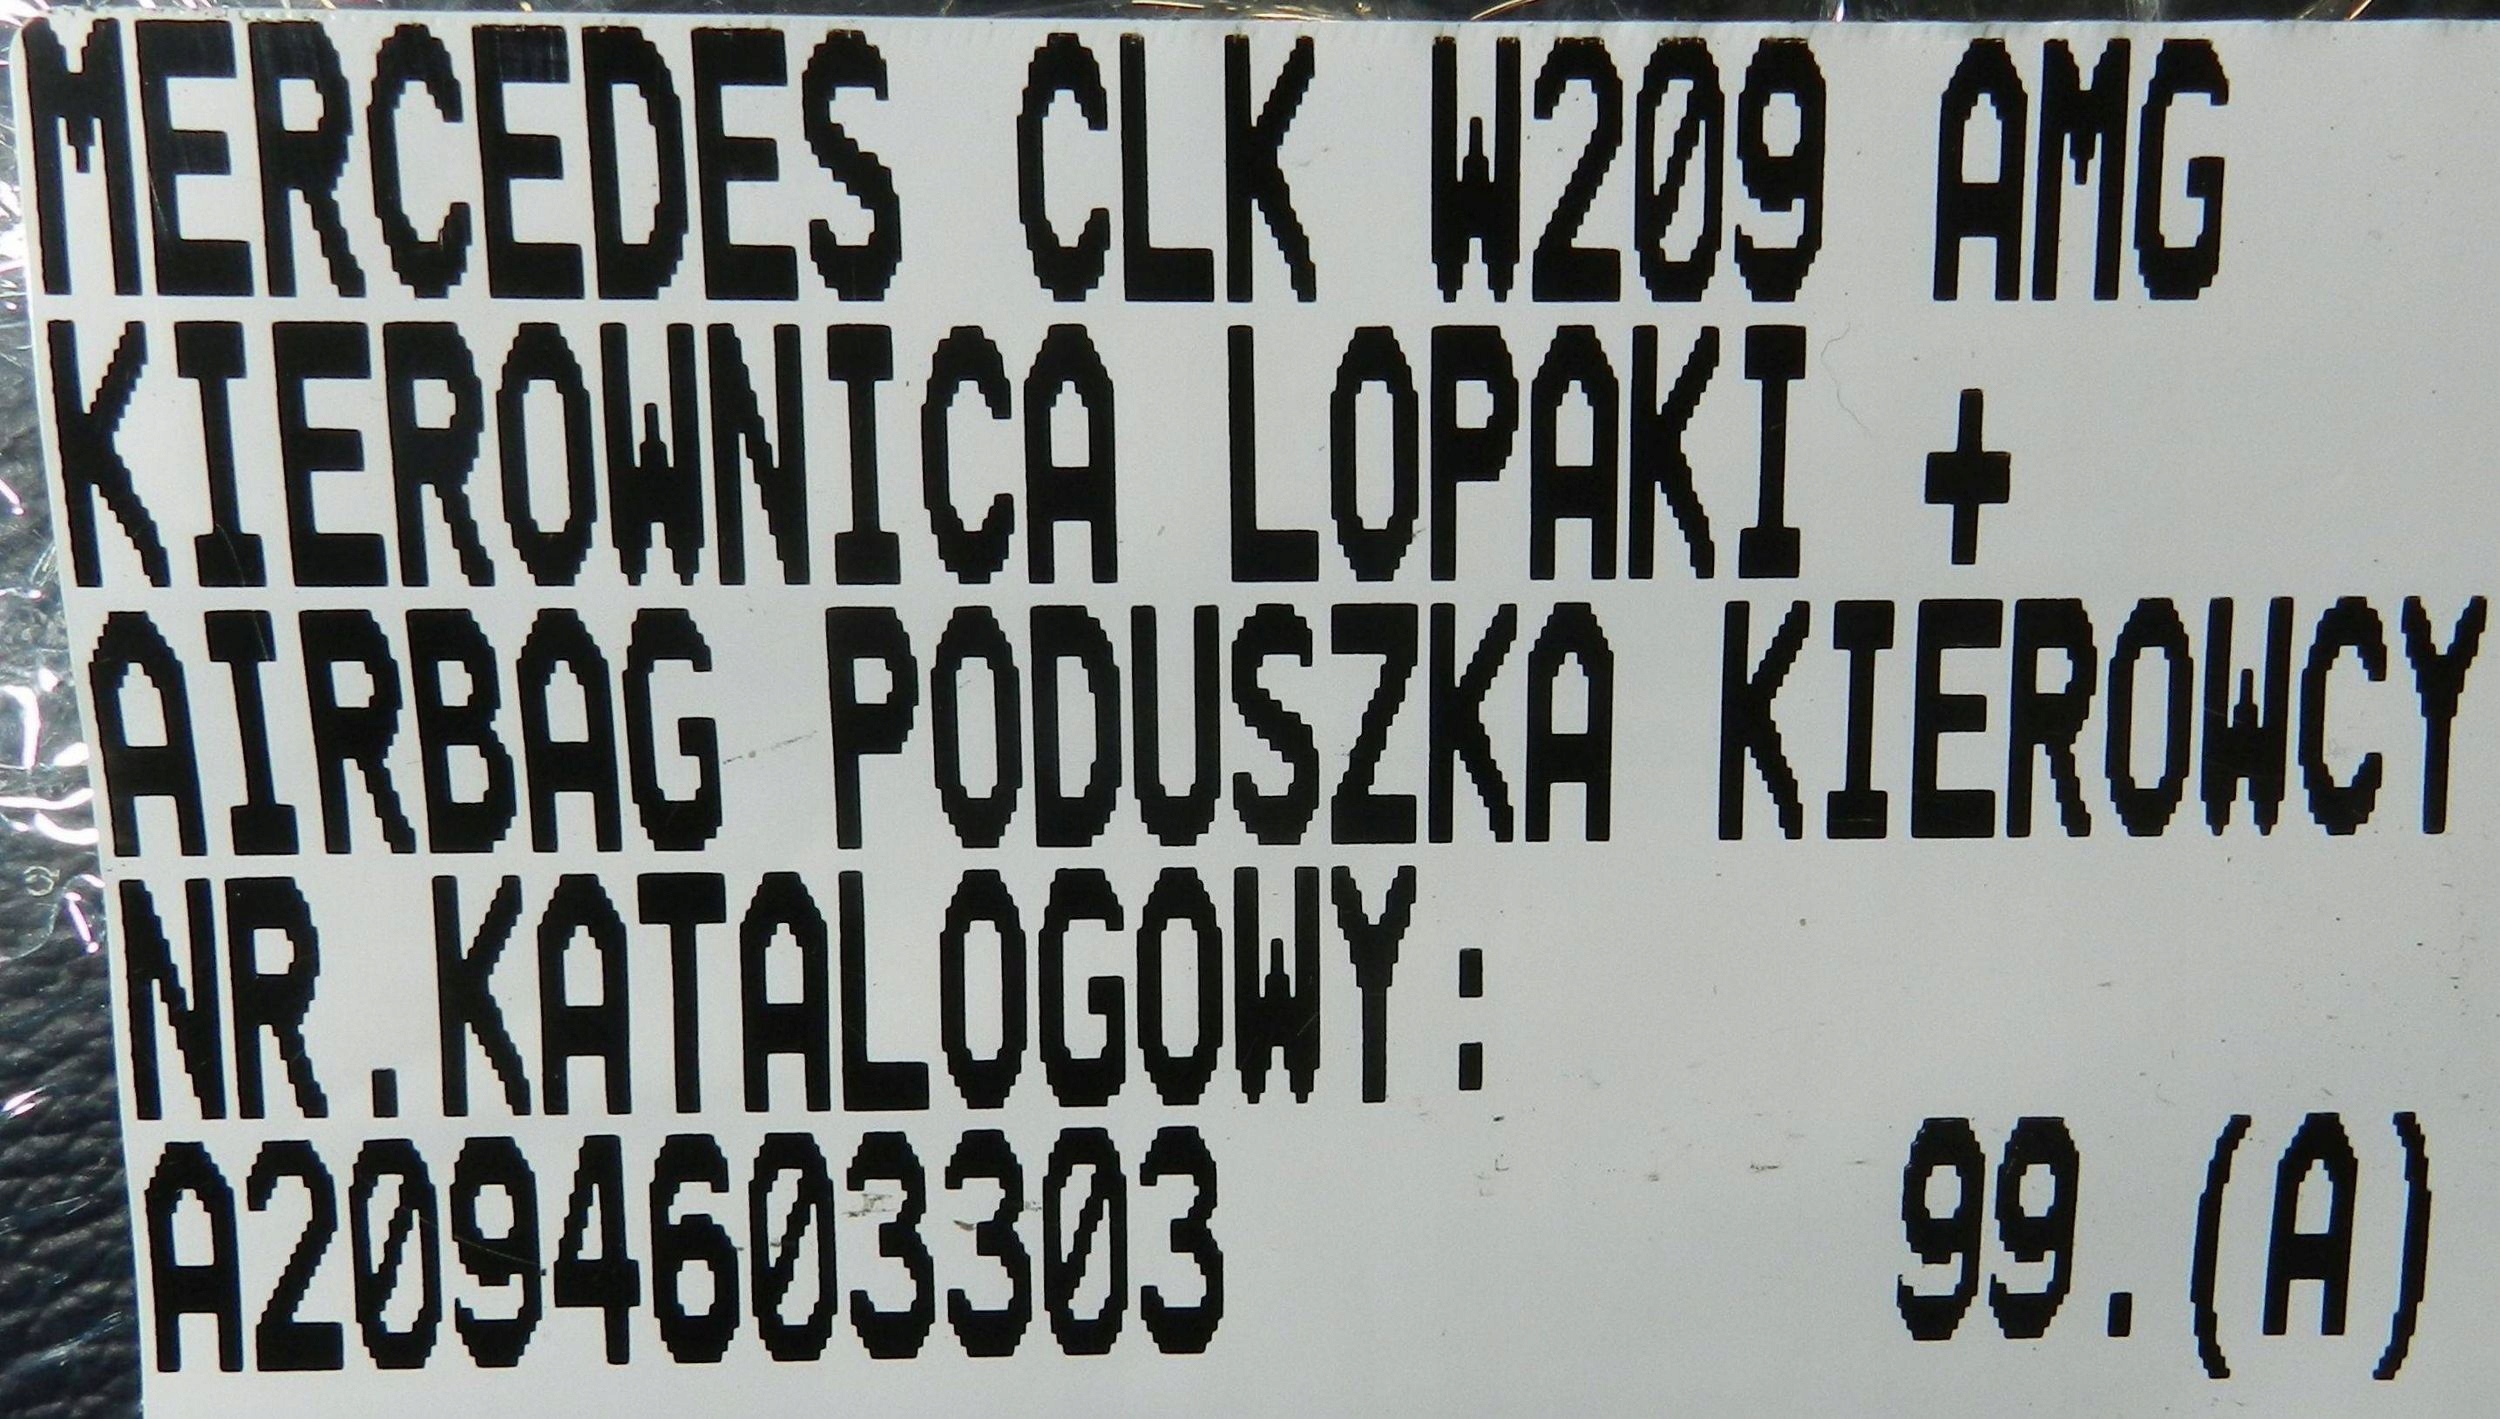 MERCEDES CLK W209 AMG
KIEROWNICA LOPAKI +
AIRBAG PODUSZKA KIEROWCY
NR.KATALOGOWY:
A2094603303 99.(A)